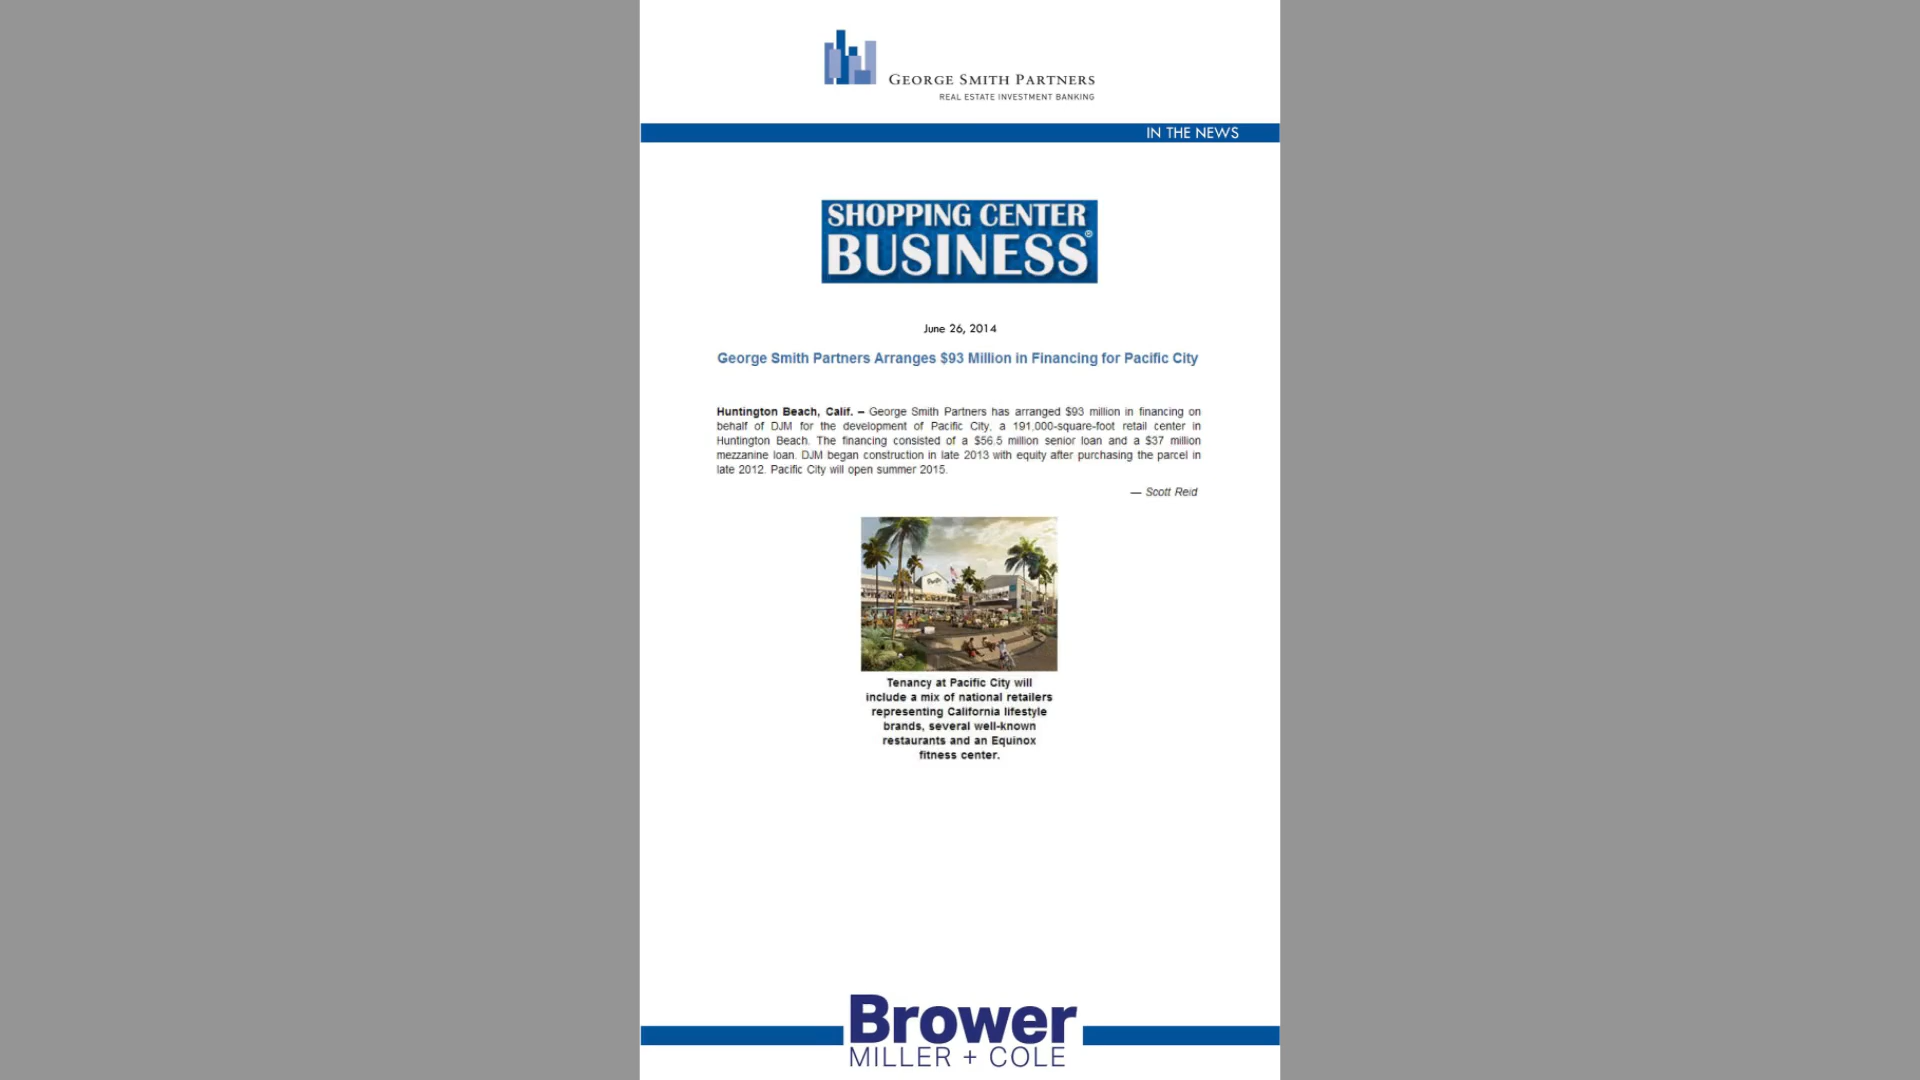 GEORGE SMITH PARTNERS
REAL ESTATE INVESTMENT BANKING
IN THE NEWS
SHOPPING CENTER
BUSINESS®
June 26, 2014
George Smith Partners Arranges $93 Million in Financing for Pacific City
Huntington Beach, Calif. – George Smith Partners has arranged $93 million in financing on
behalf of DJM for the development of Pacific City, a 191,000-square-foot retail center in
Huntington Beach. The financing consisted of a $56.5 million senior loan and a $37 million
mezzanine loan. DJM began construction in late 2013 with equity after purchasing the parcel in
late 2012. Pacific City will open summer 2015.
— Scott Reid
Tenancy at Pacific City will
include a mix of national retailers
representing California lifestyle
brands, several well-known
restaurants and an Equinox
fitness center.
Brower
MILLER + COLE